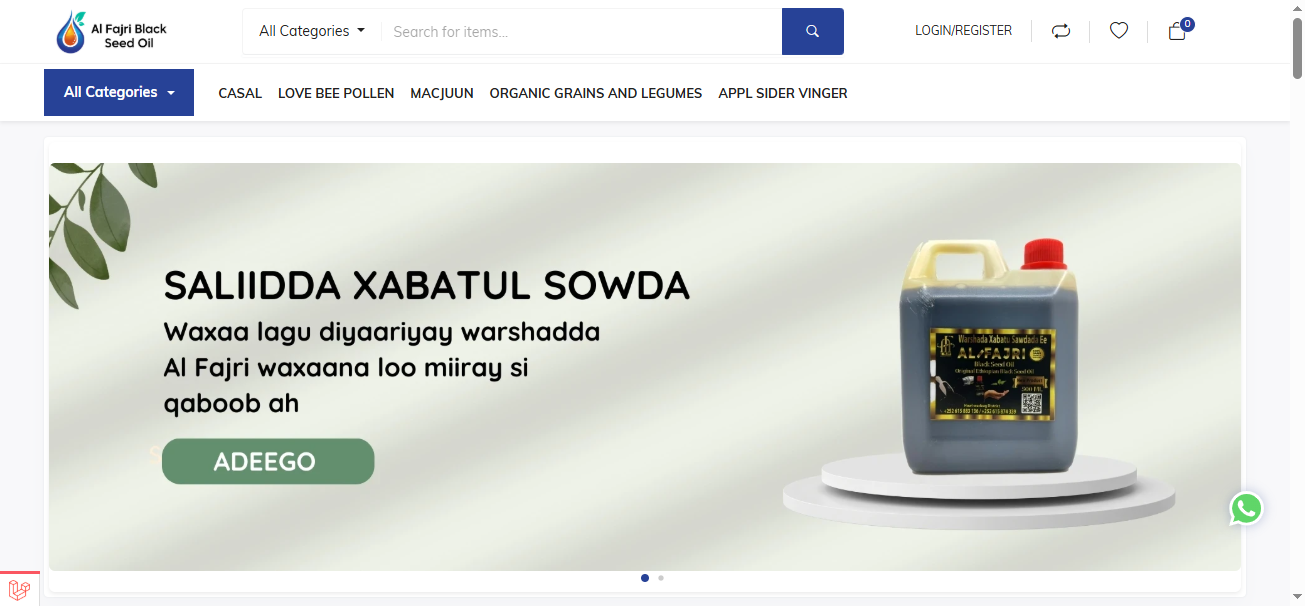 Al Fajri Black
Seed Oil
All Categories
Search for items...
LOGIN/REGISTER
0
All Categories
CASAL
LOVE BEE POLLEN
MACJUUN
ORGANIC GRAINS AND LEGUMES
APPL SIDER VINGER
SALIIDDA XABATUL SOWDA
Waxaa lagu diyaariyay warshadda
Al Fajri waxaana loo miiray si
qaboob ah
ADEEGO
Warshada Xabatu Sawdada Ee
AL-FAJRI
Black Seed Oil
Original Ethiopian Black Seed Oil